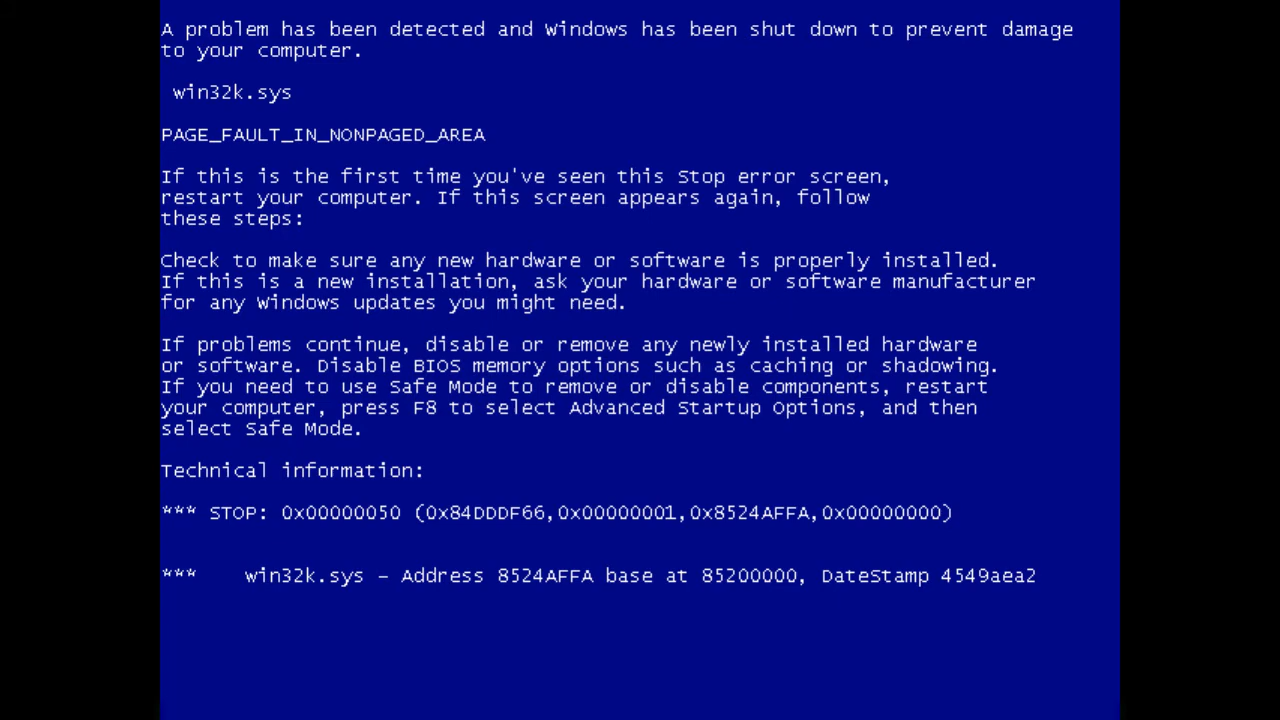 A problem has been detected and Windows has been shut down to prevent damage
to your computer.
win32k.sys
PAGE_FAULT_IN_NONPAGED_AREA
If this is the first time you've seen this Stop error screen,
restart your computer. If this screen appears again, follow
these steps:
Check to make sure any new hardware or software is properly installed.
If this is a new installation, ask your hardware or software manufacturer
for any Windows updates you might need.
If problems continue, disable or remove any newly installed hardware
or software. Disable BIOS memory options such as caching or shadowing.
If you need to use Safe Mode to remove or disable components, restart
your computer, press F8 to select Advanced Startup Options, and then
select Safe Mode.
Technical information:
*** STOP: 0x00000050 (0x84DDDF66,0x00000001,0x8524AFFA,0x00000000)
*** win32k.sys – Address 8524AFFA base at 85200000, DateStamp 4549aea2